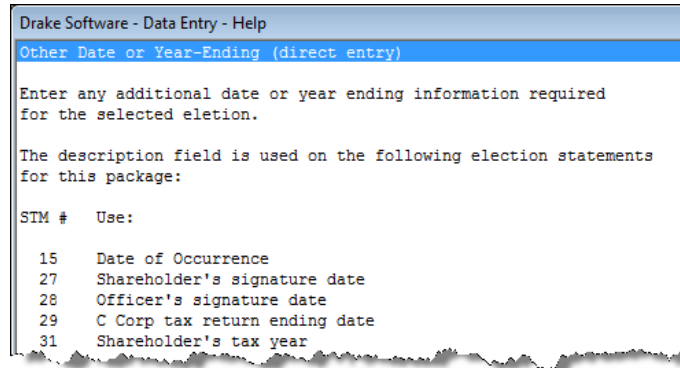 Drake Software - Data Entry - Help
Other Date or Year-Ending (direct entry)
Enter any additional date or year ending information required
for the selected eletion.
The description field is used on the following election statements
for this package:
STM # Use:
15 Date of Occurrence
27 Shareholder's signature date
28 Officer's signature date
29 C Corp tax return ending date
31 Shareholder's tax year